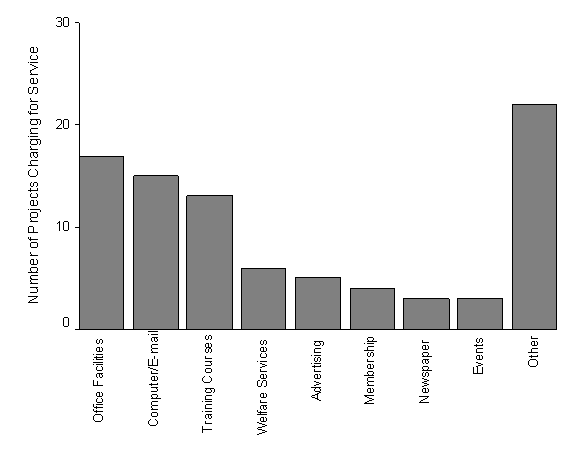 Number of Projects Charging for Service
30
20
10
0
Office Facilities
Computer/E-mail
Training Courses
Welfare Services
Advertising
Membership
Newspaper
Events
Other